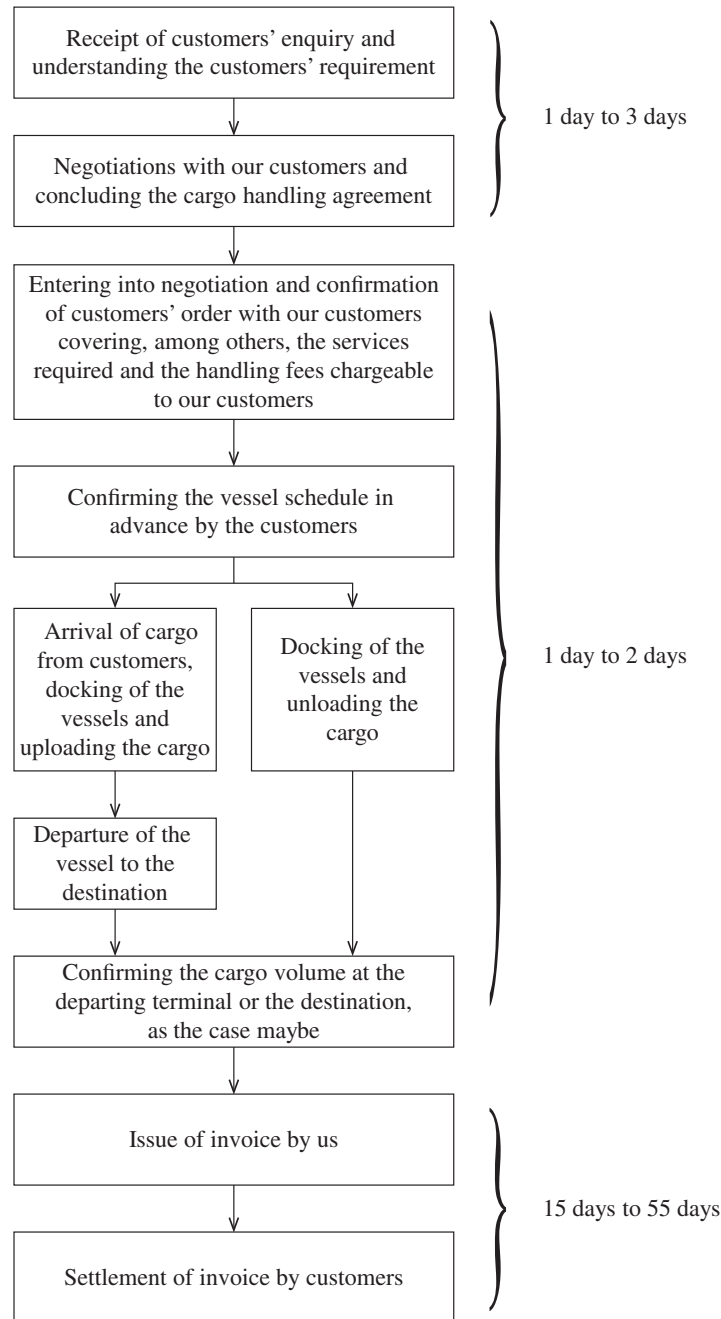 Receipt of customers’ enquiry and
understanding the customers’ requirement
1 day to 3 days
Negotiations with our customers and
concluding the cargo handling agreement
Entering into negotiation and confirmation
of customers’ order with our customers
covering, among others, the services
required and the handling fees chargeable
to our customers
Confirming the vessel schedule in
advance by the customers
Arrival of cargo
from customers,
docking of the
vessels and
uploading the cargo
Docking of the
vessels and
unloading the
cargo
1 day to 2 days
Departure of the
vessel to the
destination
Confirming the cargo volume at the
departing terminal or the destination,
as the case maybe
Issue of invoice by us
15 days to 55 days
Settlement of invoice by customers